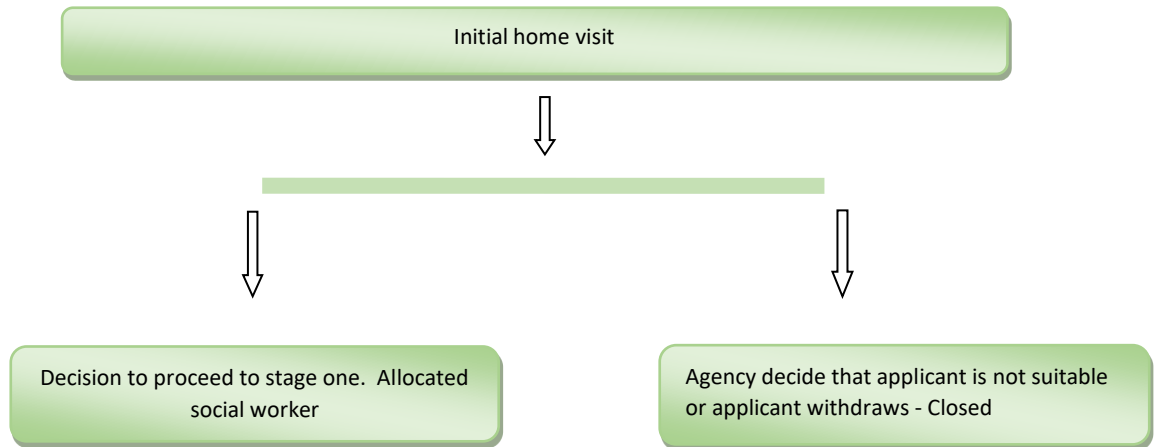 Initial home visit
Decision to proceed to stage one.  Allocated
social worker
Agency decide that applicant is not suitable
or applicant withdraws - Closed